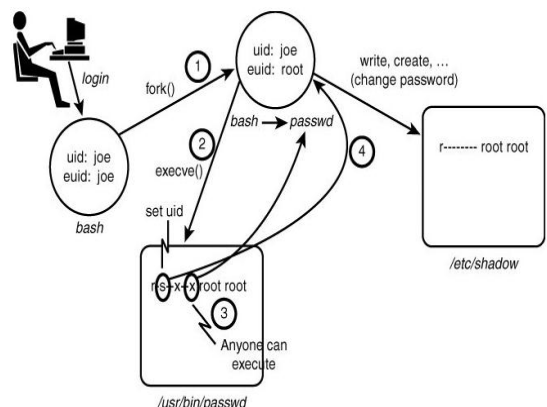 login
fork()
1
uid: joe
euid: root
bash passwd
write, create, ...
(change password)
uid: joe
euid: joe
bash
2
execve()
4
r-------- root root
/etc/shadow
set uid
r-s--x--x root root
3
Anyone can
execute
/usr/bin/passwd